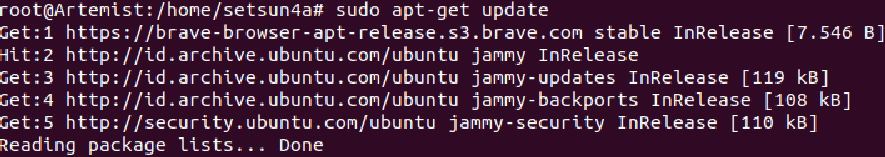 root@Artemist:/home/setsun4a# sudo apt-get update
Get:1 https://brave-browser-apt-release.s3.brave.com stable InRelease [7.546 B]
Hit:2 http://id.archive.ubuntu.com/ubuntu jammy InRelease
Get:3 http://id.archive.ubuntu.com/ubuntu jammy-updates InRelease [119 kB]
Get:4 http://id.archive.ubuntu.com/ubuntu jammy-backports InRelease [108 kB]
Get:5 http://security.ubuntu.com/ubuntu jammy-security InRelease [110 kB]
Reading package lists... Done